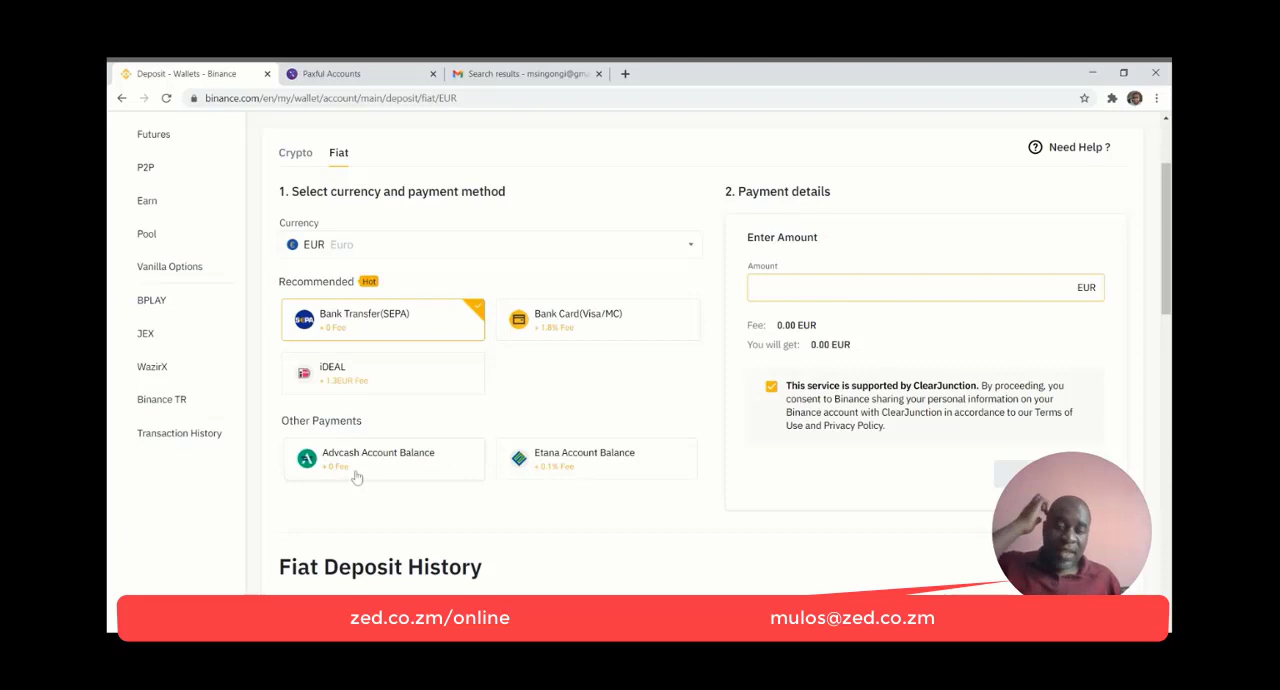 Deposit - Wallets - Binance
Paxful Accounts
Search results - msingongi@gm
binance.com/en/my/wallet/account/main/deposit/fiat/EUR
Futures
P2P
Earn
Pool
Vanilla Options
BPLAY
JEX
WazirX
Binance TR
Transaction History
Crypto
Fiat
Need Help ?
1. Select currency and payment method
Currency
EUR Euro
Recommended Hot
SEPA
Bank Transfer(SEPA)
+ 0 Fee
Bank Card(Visa/MC)
+ 1.8% Fee
iDEAL
+ 1.3EUR Fee
Other Payments
Advcash Account Balance
+ 0 Fee
Etana Account Balance
+ 0.1% Fee
2. Payment details
Enter Amount
Amount
EUR
Fee: 0.00 EUR
You will get: 0.00 EUR
This service is supported by ClearJunction. By proceeding, you
consent to Binance sharing your personal information on your
Binance account with ClearJunction in accordance to our Terms of
Use and Privacy Policy.
Fiat Deposit History
zed.co.zm/online
mulos@zed.co.zm